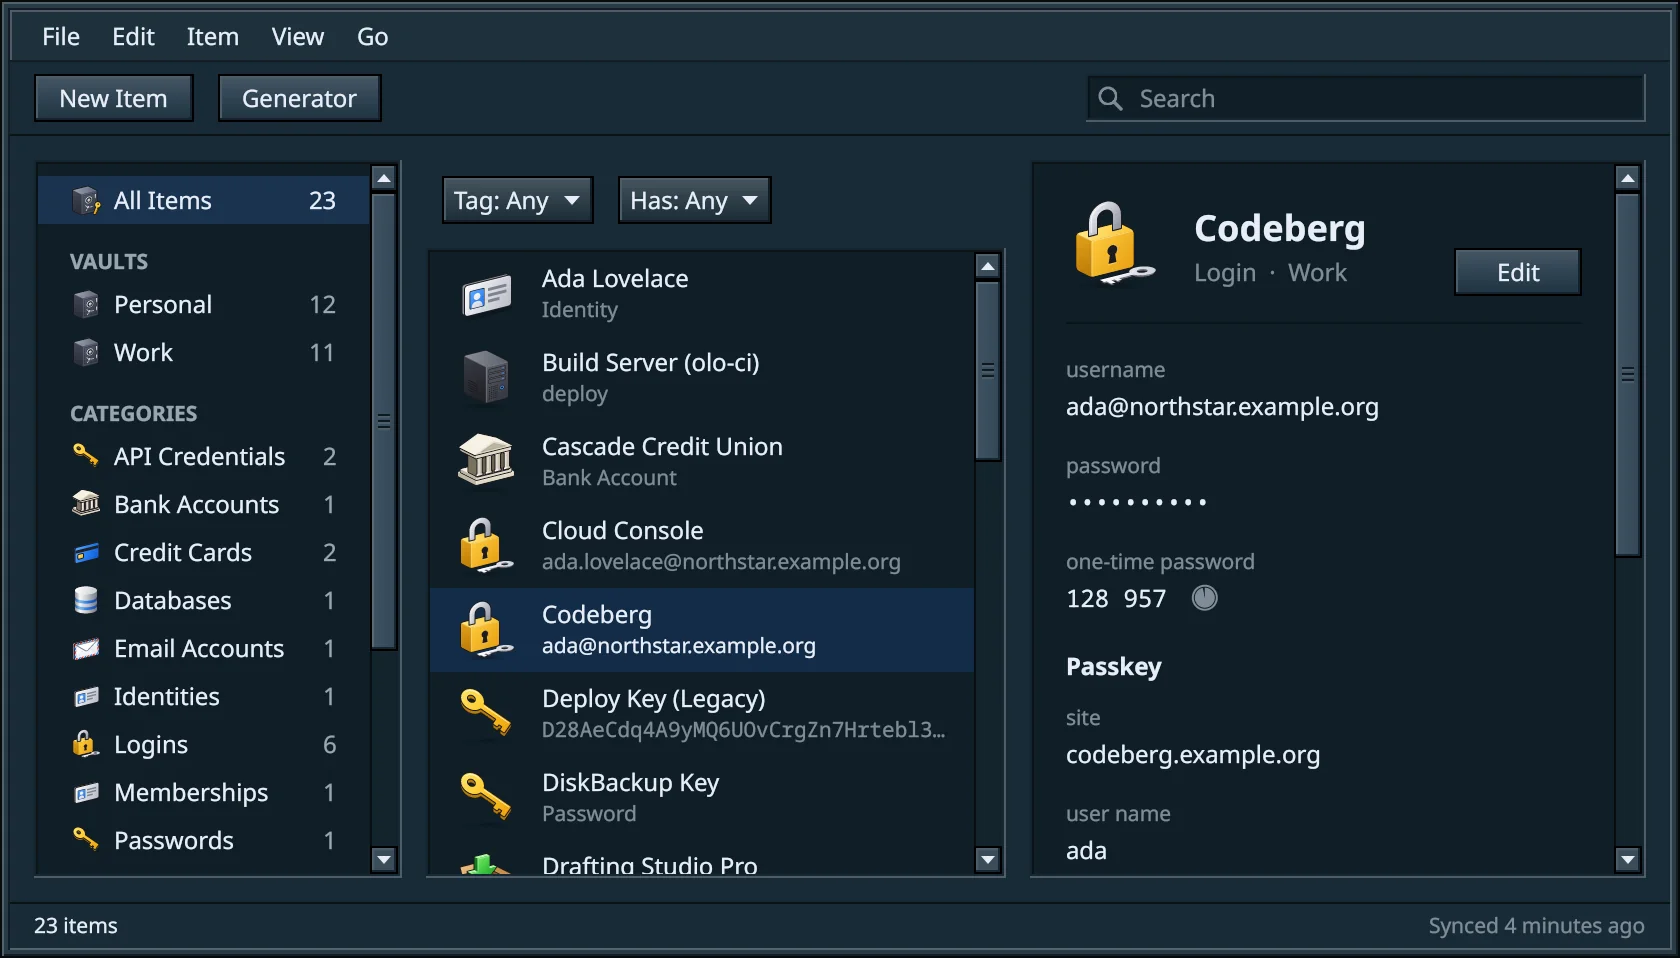 File Edit Item View Go
New Item Generator Search
All Items 23
VAULTS
Personal 12
Work 11
CATEGORIES
API Credentials 2
Bank Accounts 1
Credit Cards 2
Databases 1
Email Accounts 1
Identities 1
Logins 6
Memberships 1
Passwords 1
Tag: Any Has: Any
Ada Lovelace
Identity
Build Server (olo-ci)
deploy
Cascade Credit Union
Bank Account
Cloud Console
ada.lovelace@northstar.example.org
Codeberg
ada@northstar.example.org
Deploy Key (Legacy)
D28AeCdq4A9yMQ6UOvCrgZn7Hrtebl3…
DiskBackup Key
Password
Drafting Studio Pro
Codeberg
Login · Work
Edit
username
ada@northstar.example.org
password
••••••••••
one-time password
128 957
Passkey
site
codeberg.example.org
user name
ada
23 items
Synced 4 minutes ago